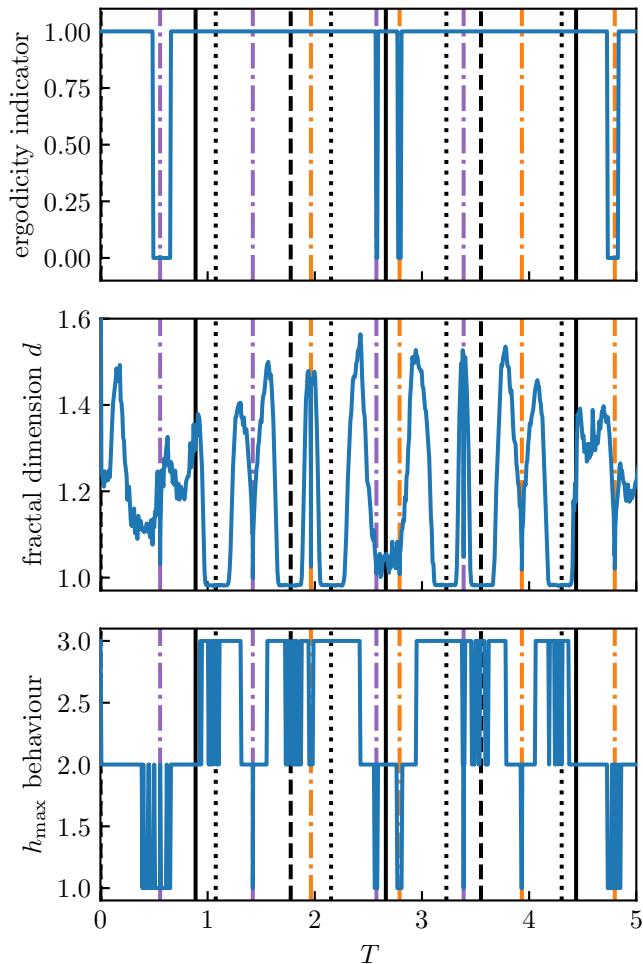 1.00
0.75
0.50
0.25
0.00
ergodicity indicator
1.6
1.4
1.2
1.0
fractal dimension d
3.0
2.5
2.0
1.5
1.0
h_max behaviour
0 1 2 3 4 5
T